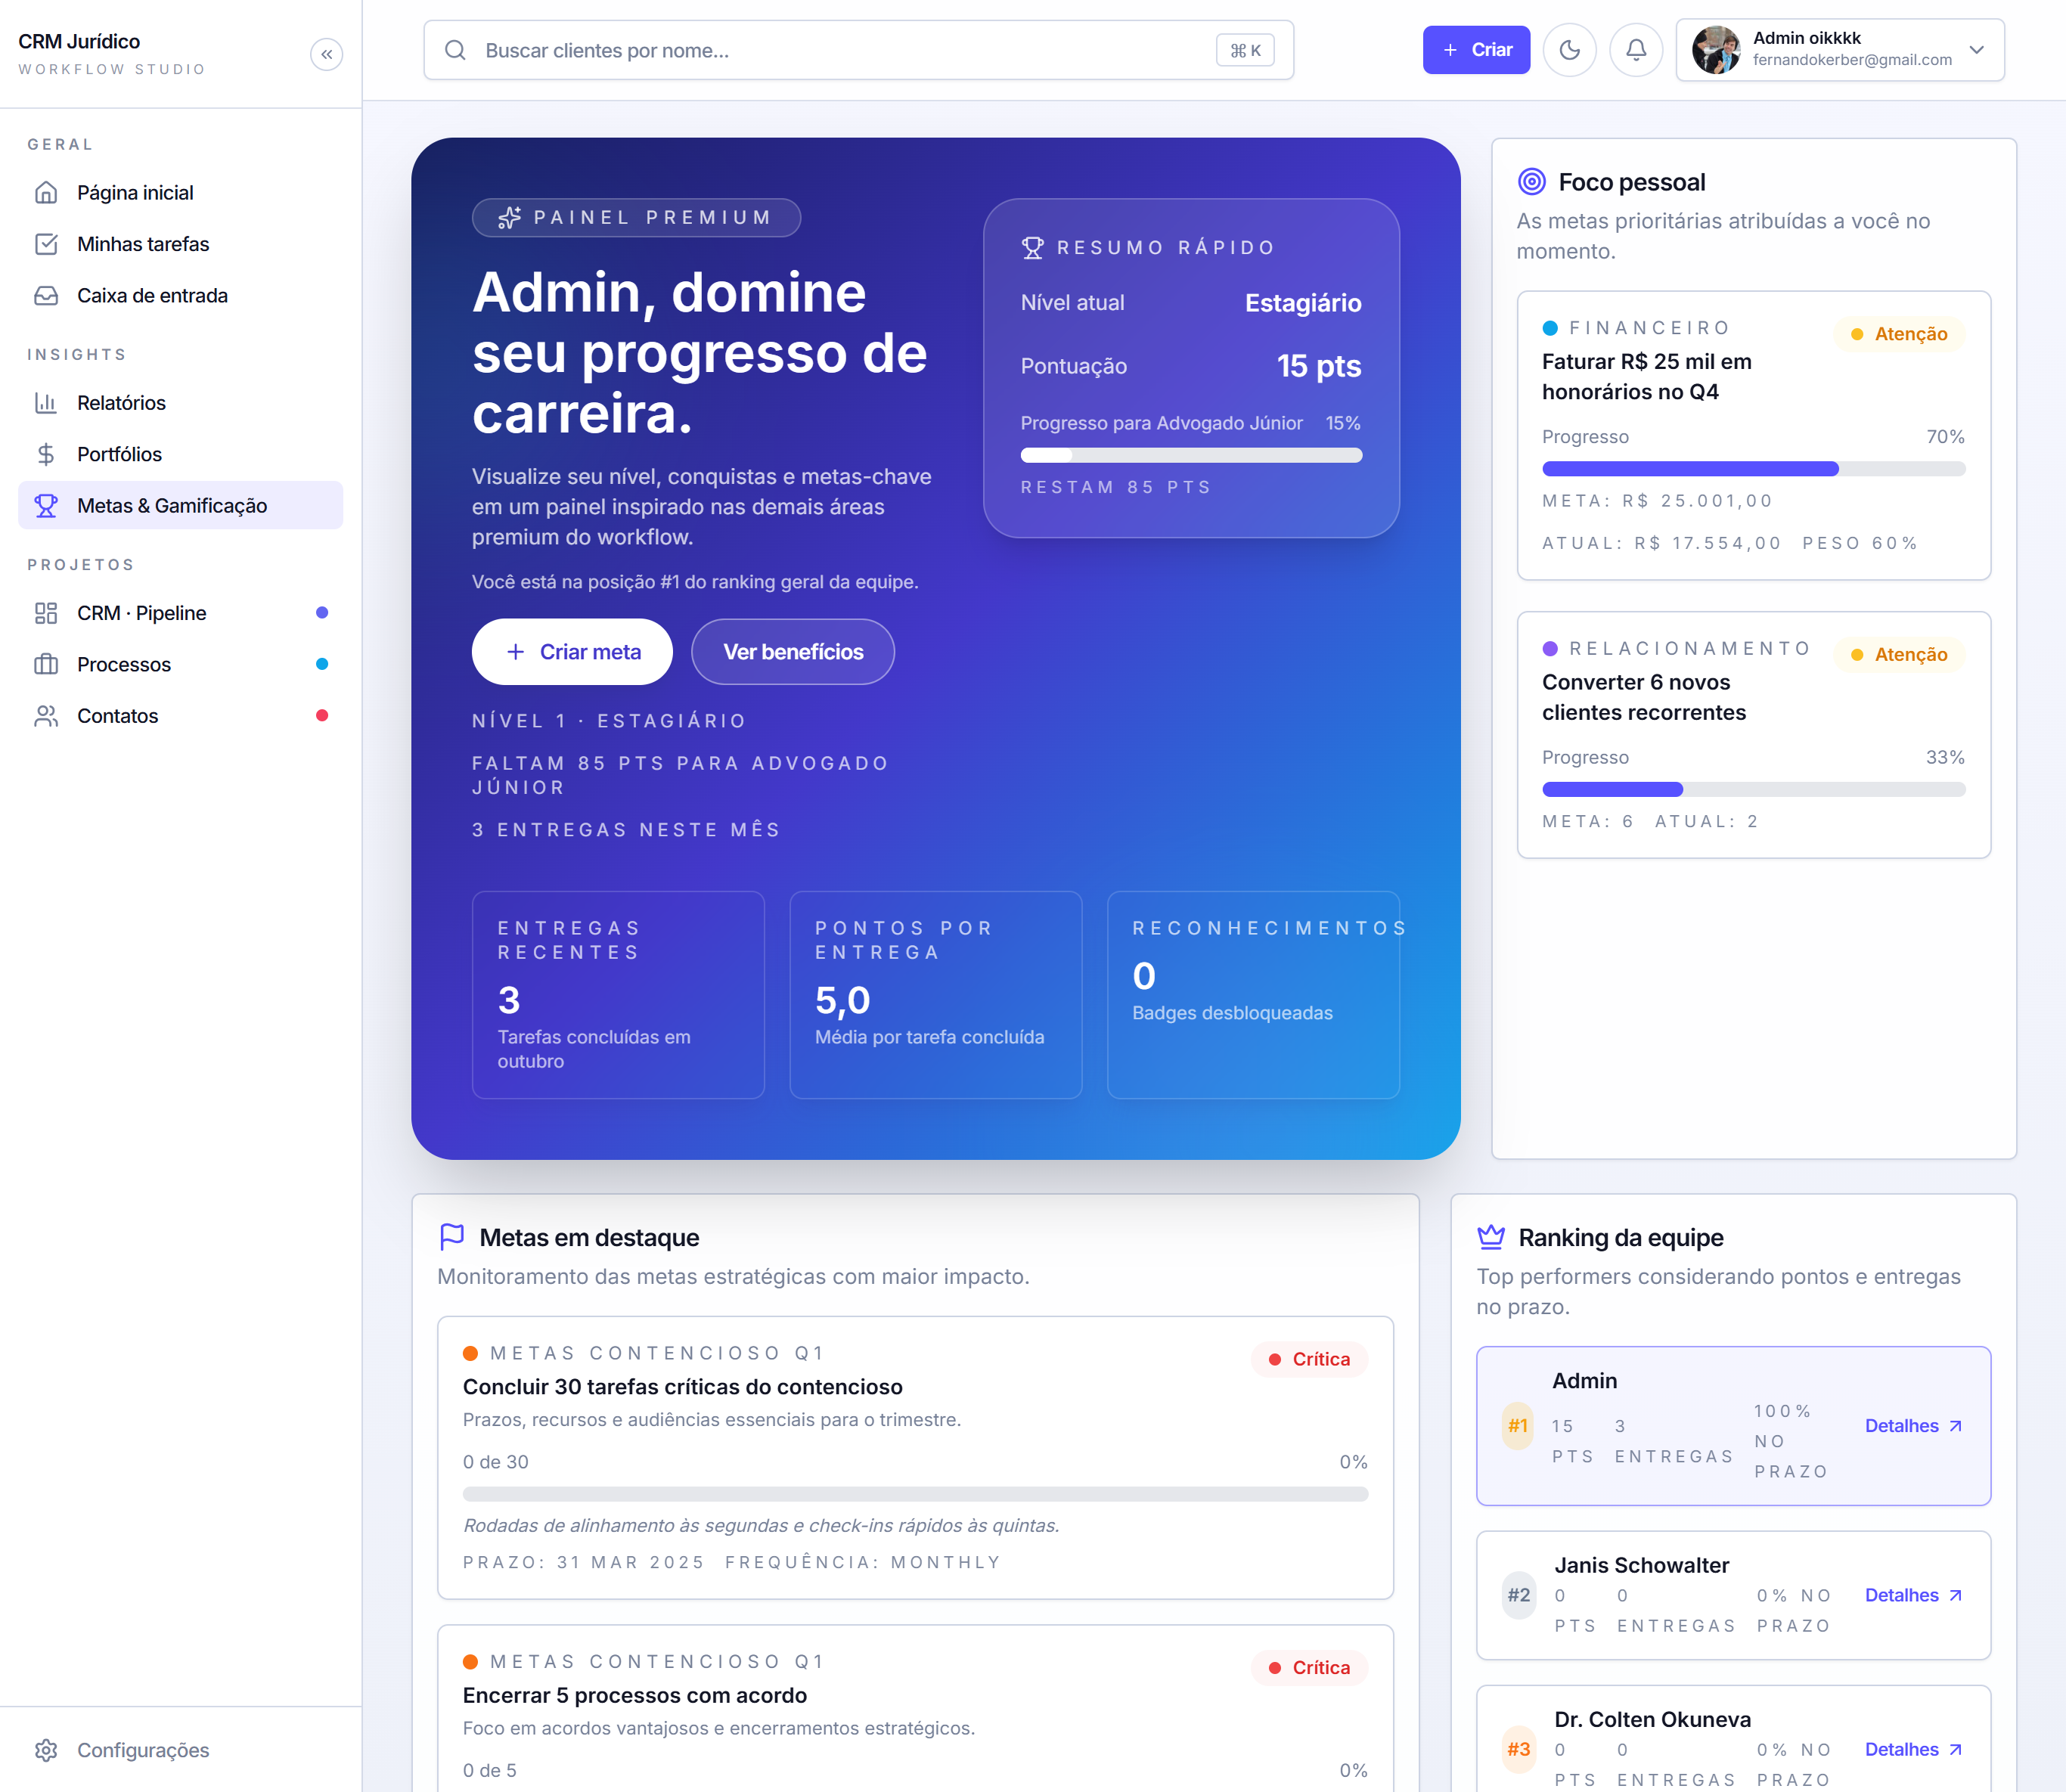 CRM Jurídico
WORKFLOW STUDIO
GERAL
Página inicial
Minhas tarefas
Caixa de entrada
INSIGHTS
Relatórios
Portfólios
Metas & Gamificação
PROJETOS
CRM · Pipeline
Processos
Contatos
Configurações
Buscar clientes por nome...
⌘ K
+ Criar
Admin oikkkk
fernandokerber@gmail.com
PAINEL PREMIUM
Admin, domine
seu progresso de
carreira.
Visualize seu nível, conquistas e metas-chave
em um painel inspirado nas demais áreas
premium do workflow.
Você está na posição #1 do ranking geral da equipe.
+ Criar meta
Ver benefícios
NÍVEL 1 · ESTAGIÁRIO
FALTAM 85 PTS PARA ADVOGADO
JÚNIOR
3 ENTREGAS NESTE MÊS
RESUMO RÁPIDO
Nível atual Estagiário
Pontuação 15 pts
Progresso para Advogado Júnior 15%
RESTAM 85 PTS
ENTREGAS
RECENTES
3
Tarefas concluídas em
outubro
PONTOS POR
ENTREGA
5,0
Média por tarefa concluída
RECONHECIMENTOS
0
Badges desbloqueadas
Foco pessoal
As metas prioritárias atribuídas a você no
momento.
FINANCEIRO
Atenção
Faturar R$ 25 mil em
honorários no Q4
Progresso 70%
META: R$ 25.001,00
ATUAL: R$ 17.554,00 PESO 60%
RELACIONAMENTO
Atenção
Converter 6 novos
clientes recorrentes
Progresso 33%
META: 6 ATUAL: 2
Metas em destaque
Monitoramento das metas estratégicas com maior impacto.
METAS CONTENCIOSO Q1
Crítica
Concluir 30 tarefas críticas do contencioso
Prazos, recursos e audiências essenciais para o trimestre.
0 de 30 0%
Rodadas de alinhamento às segundas e check-ins rápidos às quintas.
PRAZO: 31 MAR 2025 FREQUÊNCIA: MONTHLY
METAS CONTENCIOSO Q1
Crítica
Encerrar 5 processos com acordo
Foco em acordos vantajosos e encerramentos estratégicos.
0 de 5 0%
Ranking da equipe
Top performers considerando pontos e entregas
no prazo.
#1
Admin
15
PTS
3
ENTREGAS
100%
NO
PRAZO
Detalhes
#2
Janis Schowalter
0
PTS
0
ENTREGAS
0% NO
PRAZO
Detalhes
#3
Dr. Colten Okuneva
0
PTS
0
ENTREGAS
0% NO
PRAZO
Detalhes